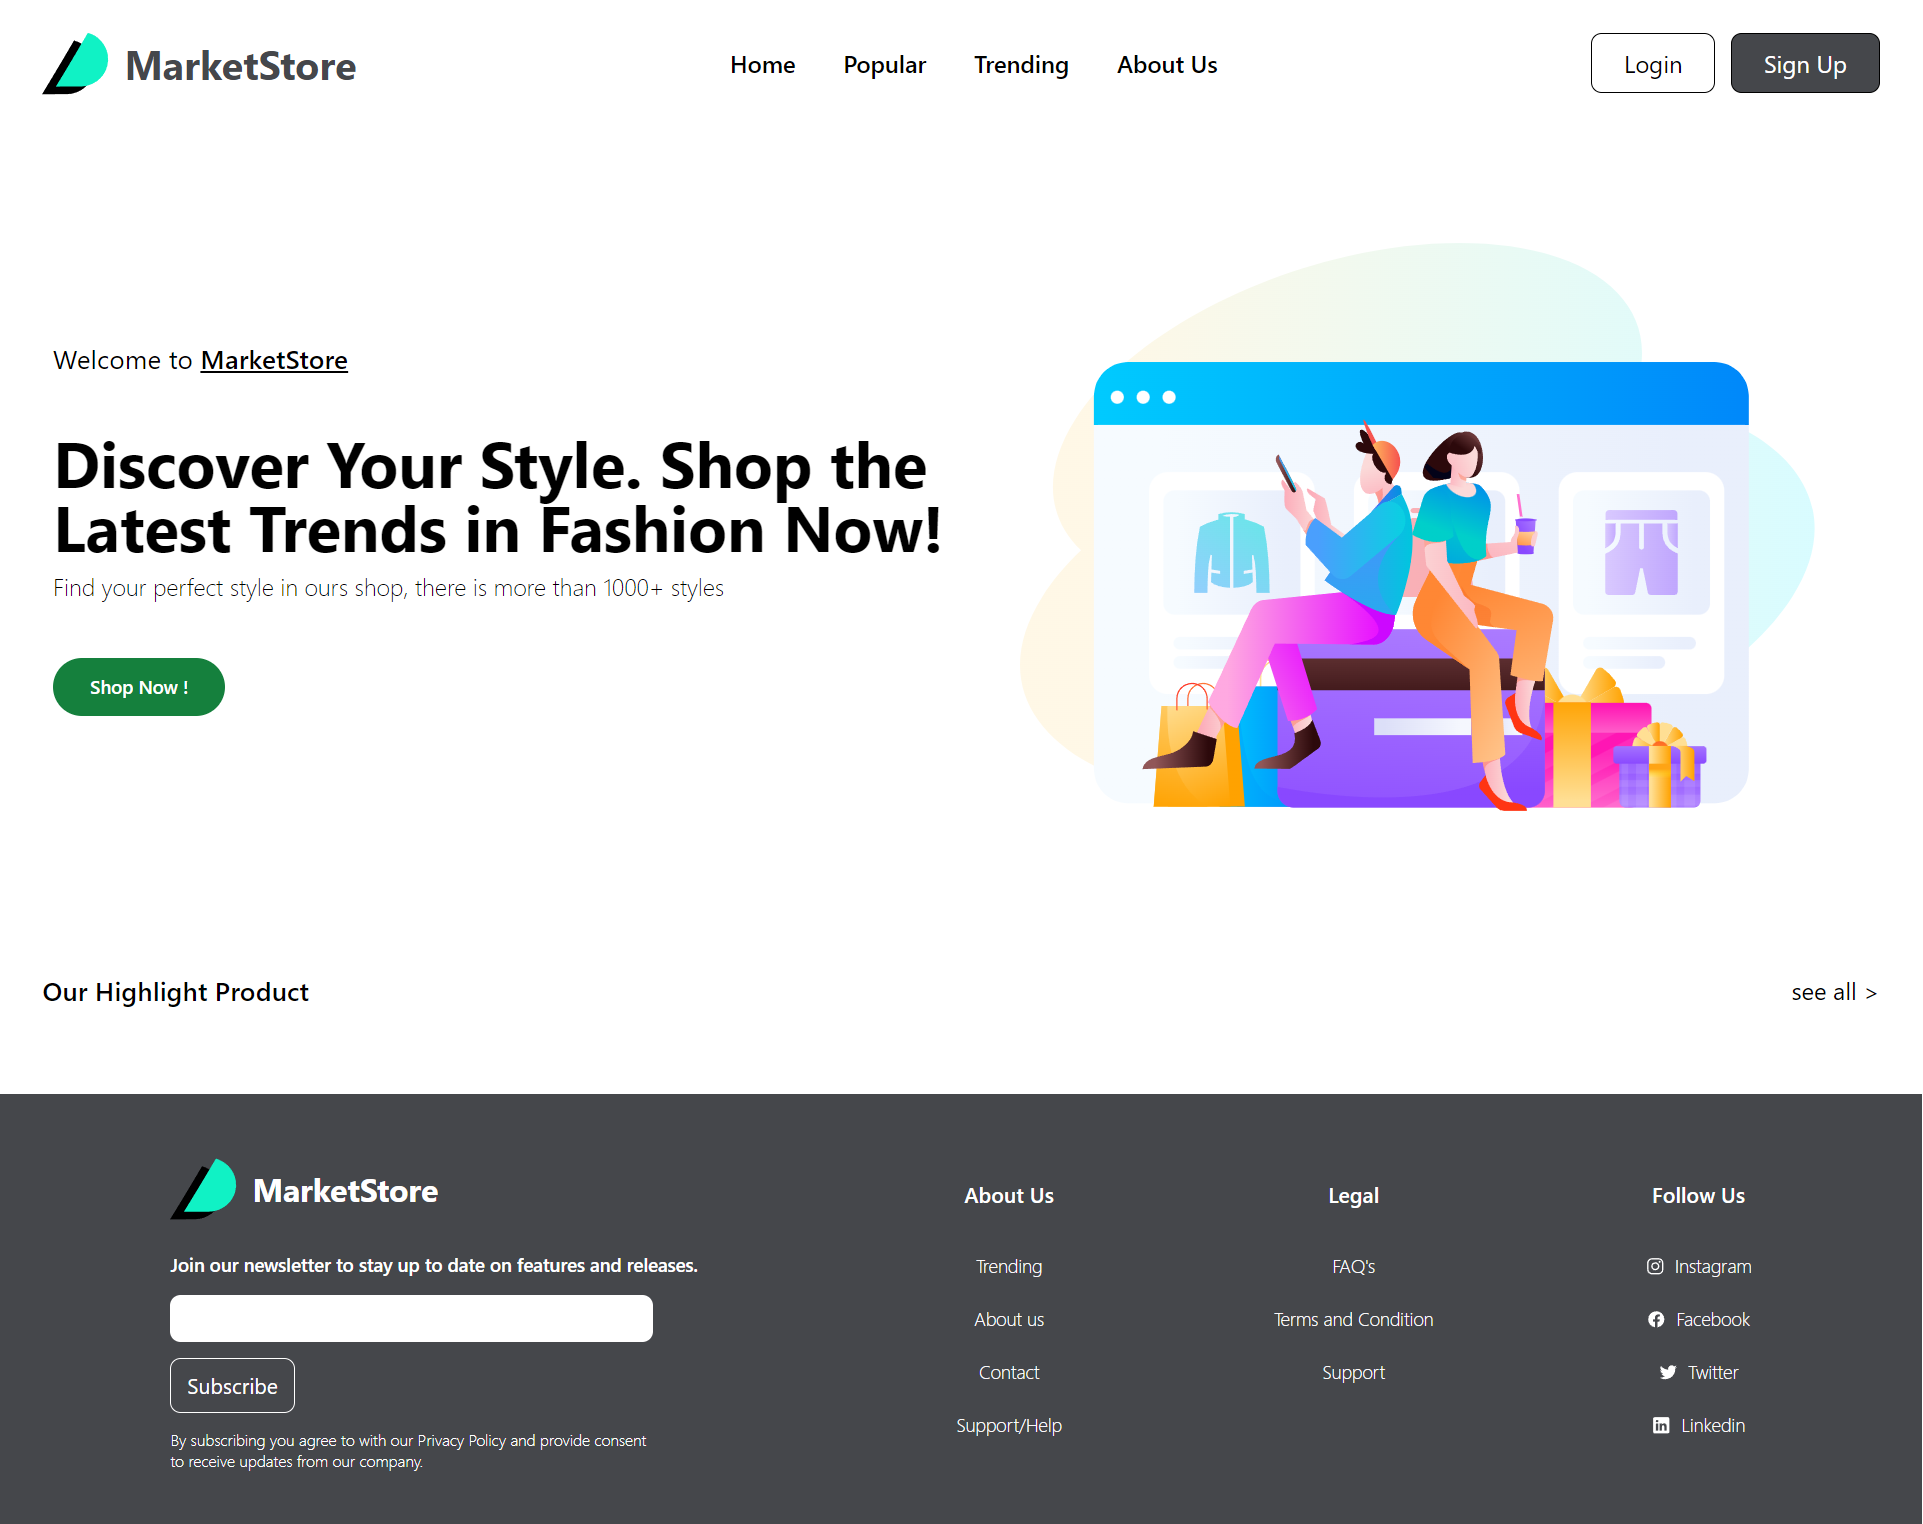 MarketStore
Home Popular Trending About Us
Login Sign Up
Welcome to MarketStore
Discover Your Style. Shop the
Latest Trends in Fashion Now!
Find your perfect style in ours shop, there is more than 1000+ styles
Shop Now !
Our Highlight Product
see all >
MarketStore
Join our newsletter to stay up to date on features and releases.
Subscribe
By subscribing you agree to with our Privacy Policy and provide consent
to receive updates from our company.
About Us
Trending
About us
Contact
Support/Help
Legal
FAQ's
Terms and Condition
Support
Follow Us
Instagram
Facebook
Twitter
Linkedin